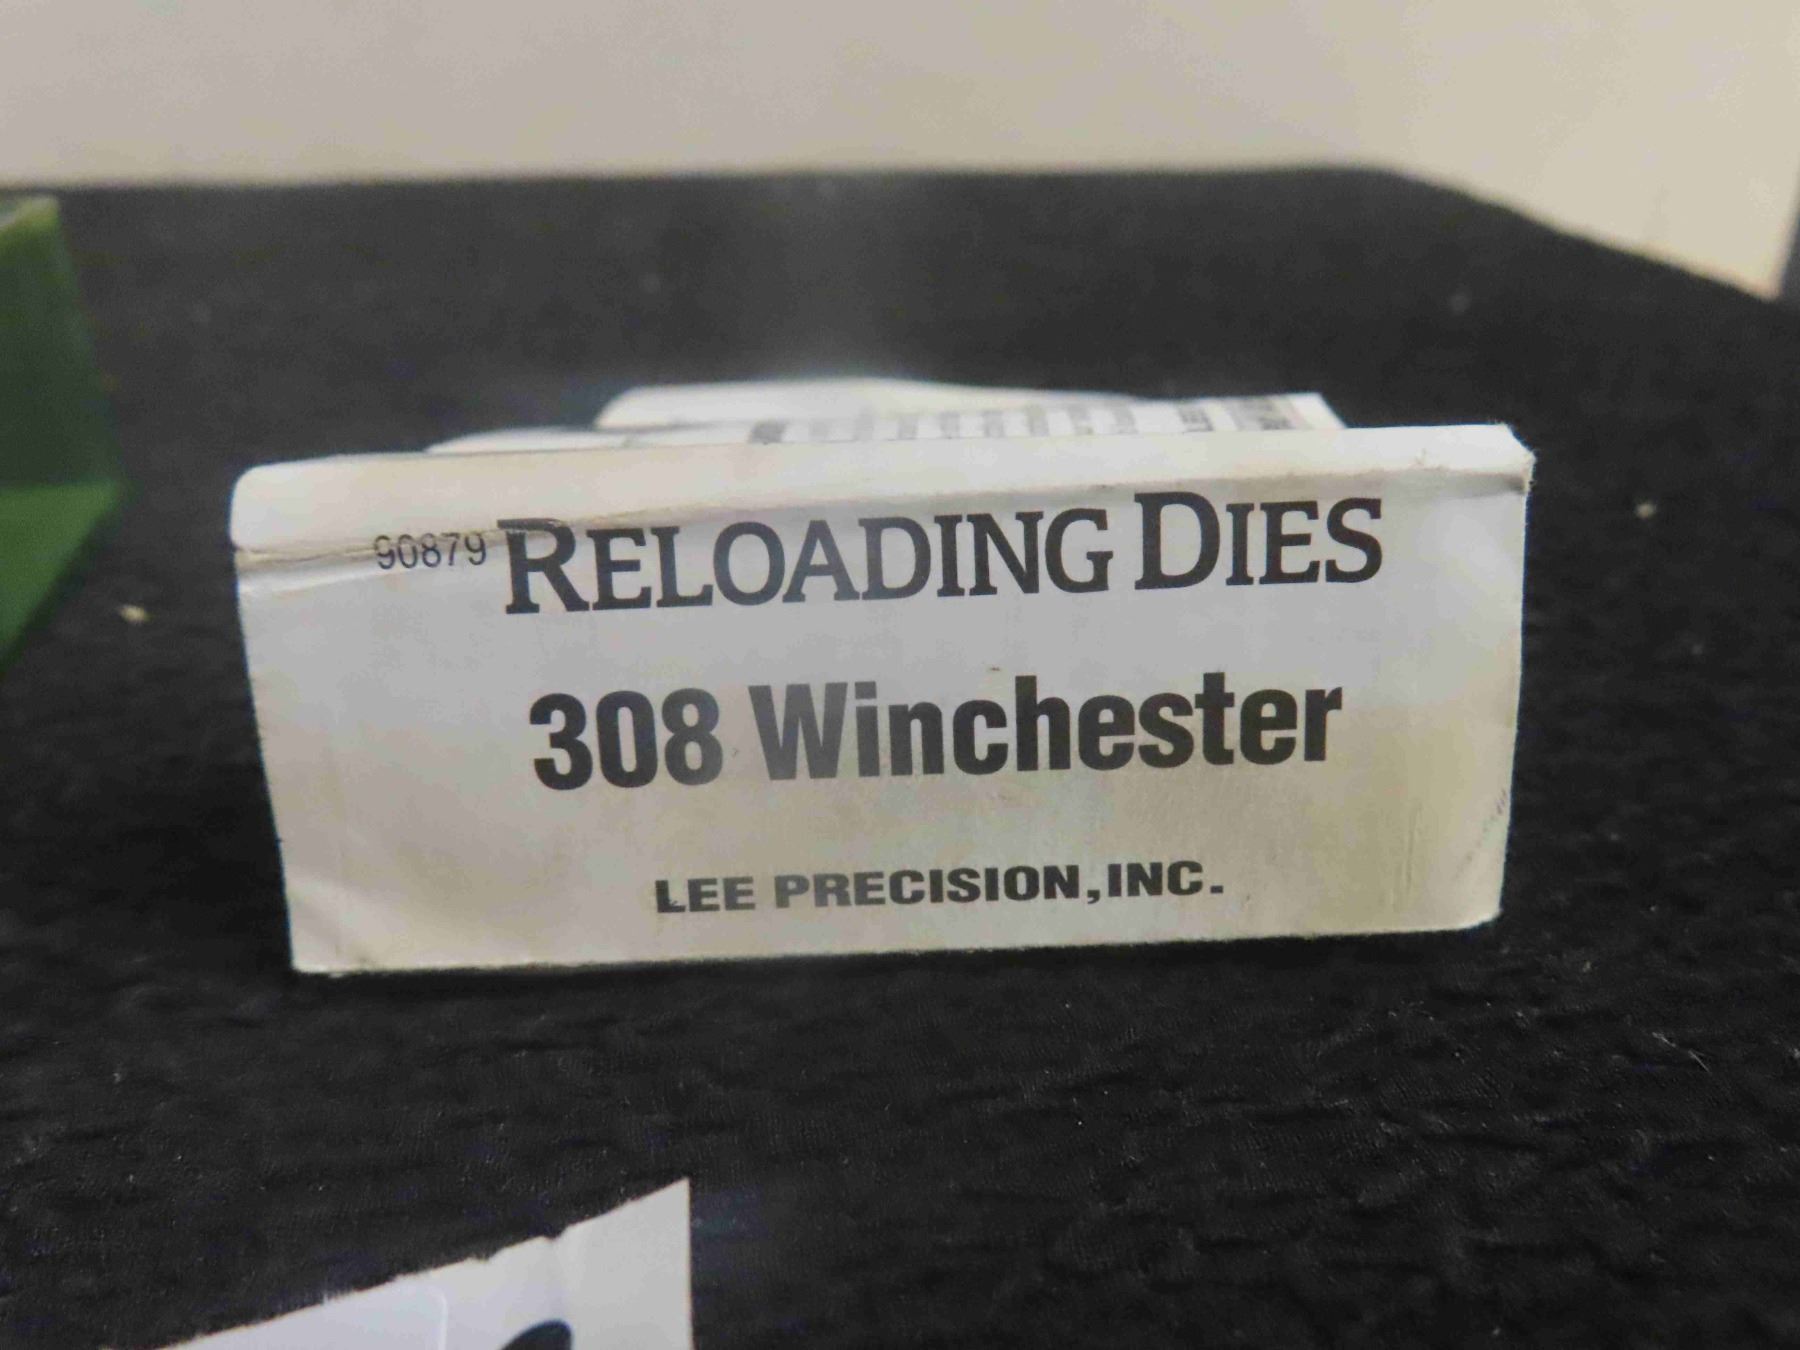 90879 RELOADING DIES
308 Winchester
LEE PRECISION, INC.